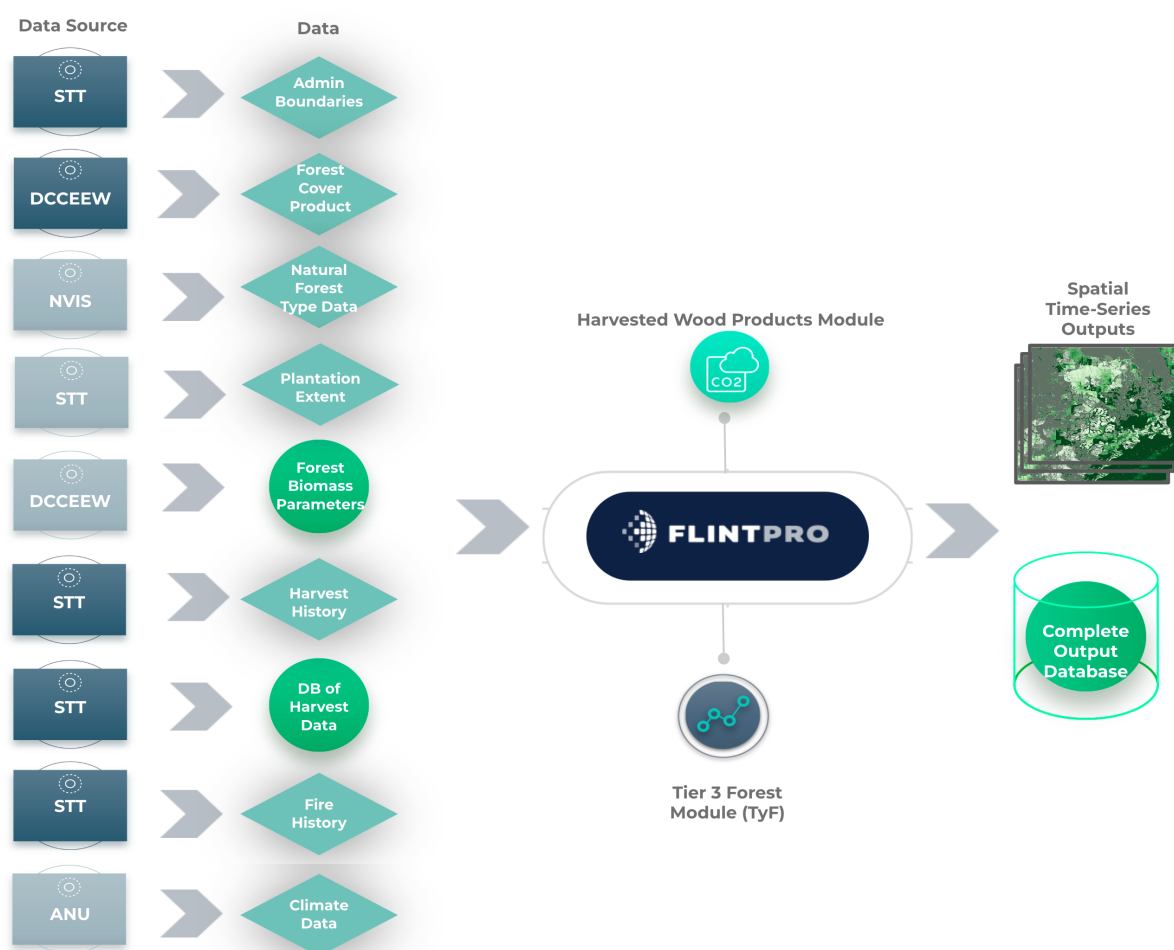 Data Source
Data
STT
Admin
Boundaries
DCCEEW
Forest
Cover
Product
NVIS
Natural
Forest
Type Data
STT
Plantation
Extent
DCCEEW
Forest
Biomass
Parameters
STT
Harvest
History
STT
DB of
Harvest
Data
STT
Fire
History
ANU
Climate
Data
Harvested Wood Products Module
CO2
FLINTPRO
Tier 3 Forest
Module (TyF)
Spatial
Time-Series
Outputs
Complete
Output
Database